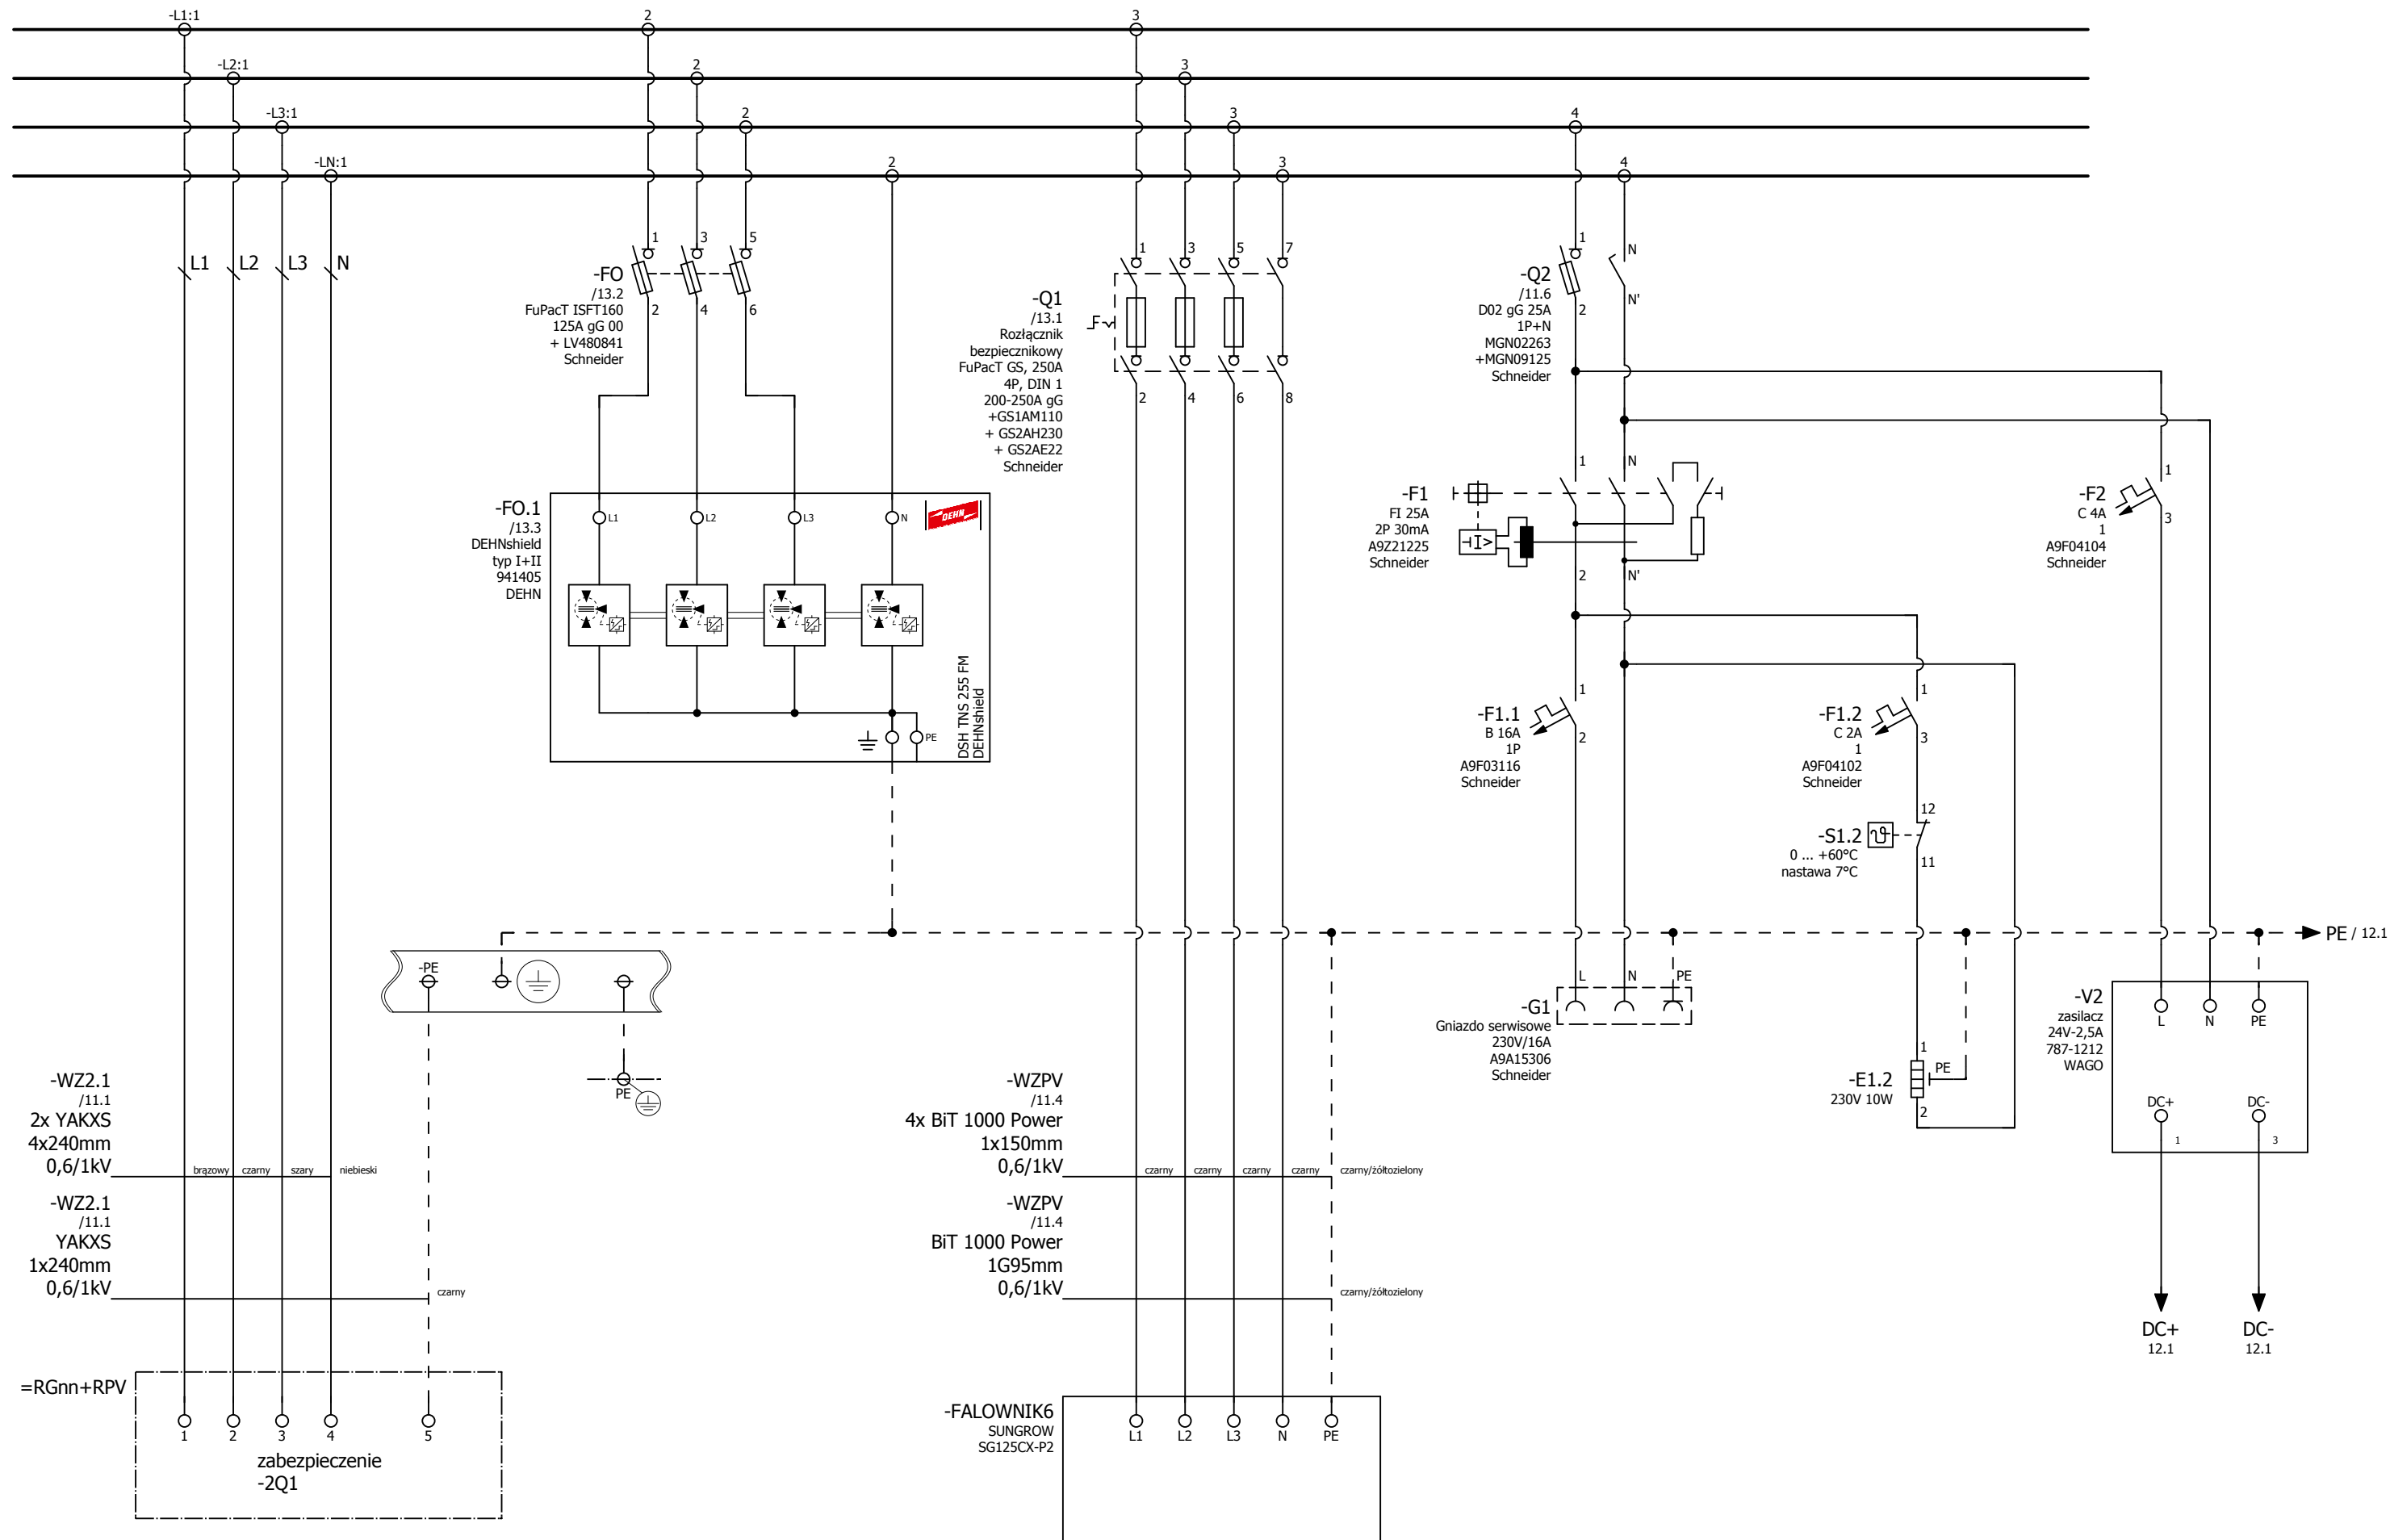 -L1:1
2
3
-L2:1
2
3
-L3:1
2
3
4
-LN:1
2
3
4
L1
L2
L3
N
-FO
/13.2
FuPacT ISFT160
125A gG 00
+ LV480841
Schneider
1
3
5
2
4
6
-Q1
/13.1
Rozłącznik
bezpiecznikowy
FuPacT GS, 250A
4P, DIN 1
200-250A gG
+GS1AM110
+ GS2AH230
+ GS2AE22
Schneider
1
3
5
7
2
4
6
8
-Q2
/11.6
D02 gG 25A
1P+N
MGN02263
+MGN09125
Schneider
1
2
N
N'
-FO.1
/13.3
DEHNshield
typ I+II
941405
DEHN
L1
L2
L3
N
DEHN
PE
DSH TNS 255 FM
DEHNshield
-F1
FI 25A
2P 30mA
A9Z21225
Schneider
1
N
I>
2
N'
-F2
C 4A
1
A9F04104
Schneider
1
3
-F1.1
B 16A
1P
A9F03116
Schneider
1
2
-F1.2
C 2A
1
A9F04102
Schneider
1
3
-S1.2
0 ... +60°C
nastawa 7°C
12
11
PE / 12.1
-PE
PE
-G1
Gniazdo serwisowe
230V/16A
A9A15306
Schneider
L
N
PE
-E1.2
230V 10W
1
PE
2
-V2
zasilacz
24V-2,5A
787-1212
WAGO
L
N
PE
DC+
DC-
1
3
DC+
12.1
DC-
12.1
-WZ2.1
/11.1
2x YAKXS
4x240mm
0,6/1kV
brązowy
czarny
szary
niebieski
-WZ2.1
/11.1
YAKXS
1x240mm
0,6/1kV
czarny
-WZPV
/11.4
4x BiT 1000 Power
1x150mm
0,6/1kV
czarny
czarny
czarny
czarny
czarny/żółtozielony
-WZPV
/11.4
BiT 1000 Power
1G95mm
0,6/1kV
czarny/żółtozielony
=RGnn+RPV
1
2
3
4
5
zabezpieczenie
-2Q1
-FALOWNIK6
SUNGROW
SG125CX-P2
L1
L2
L3
N
PE